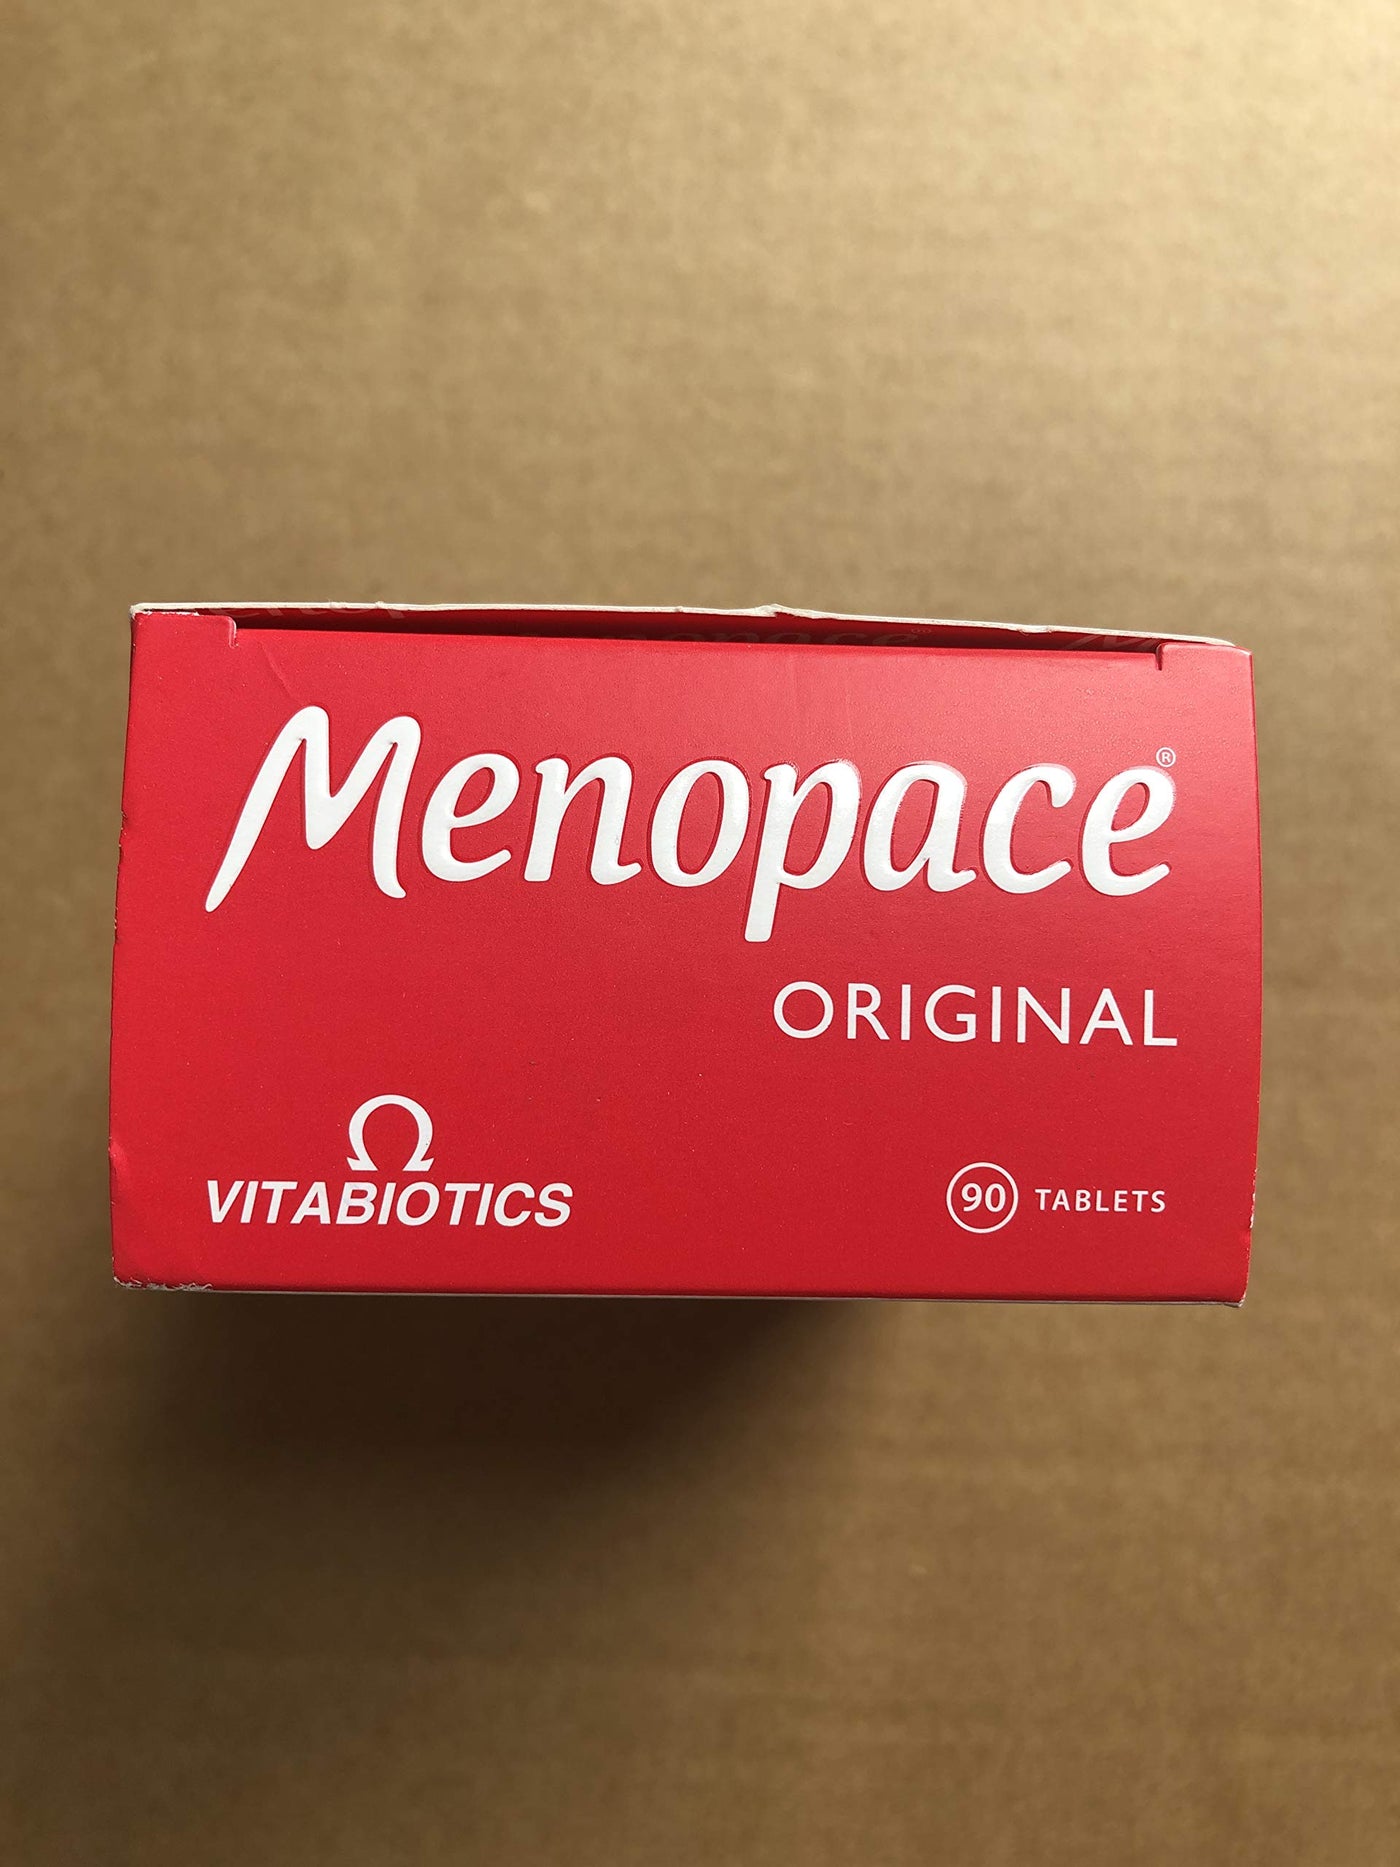 Menopace®
ORIGINAL
Ω
VITABIOTICS
90 TABLETS